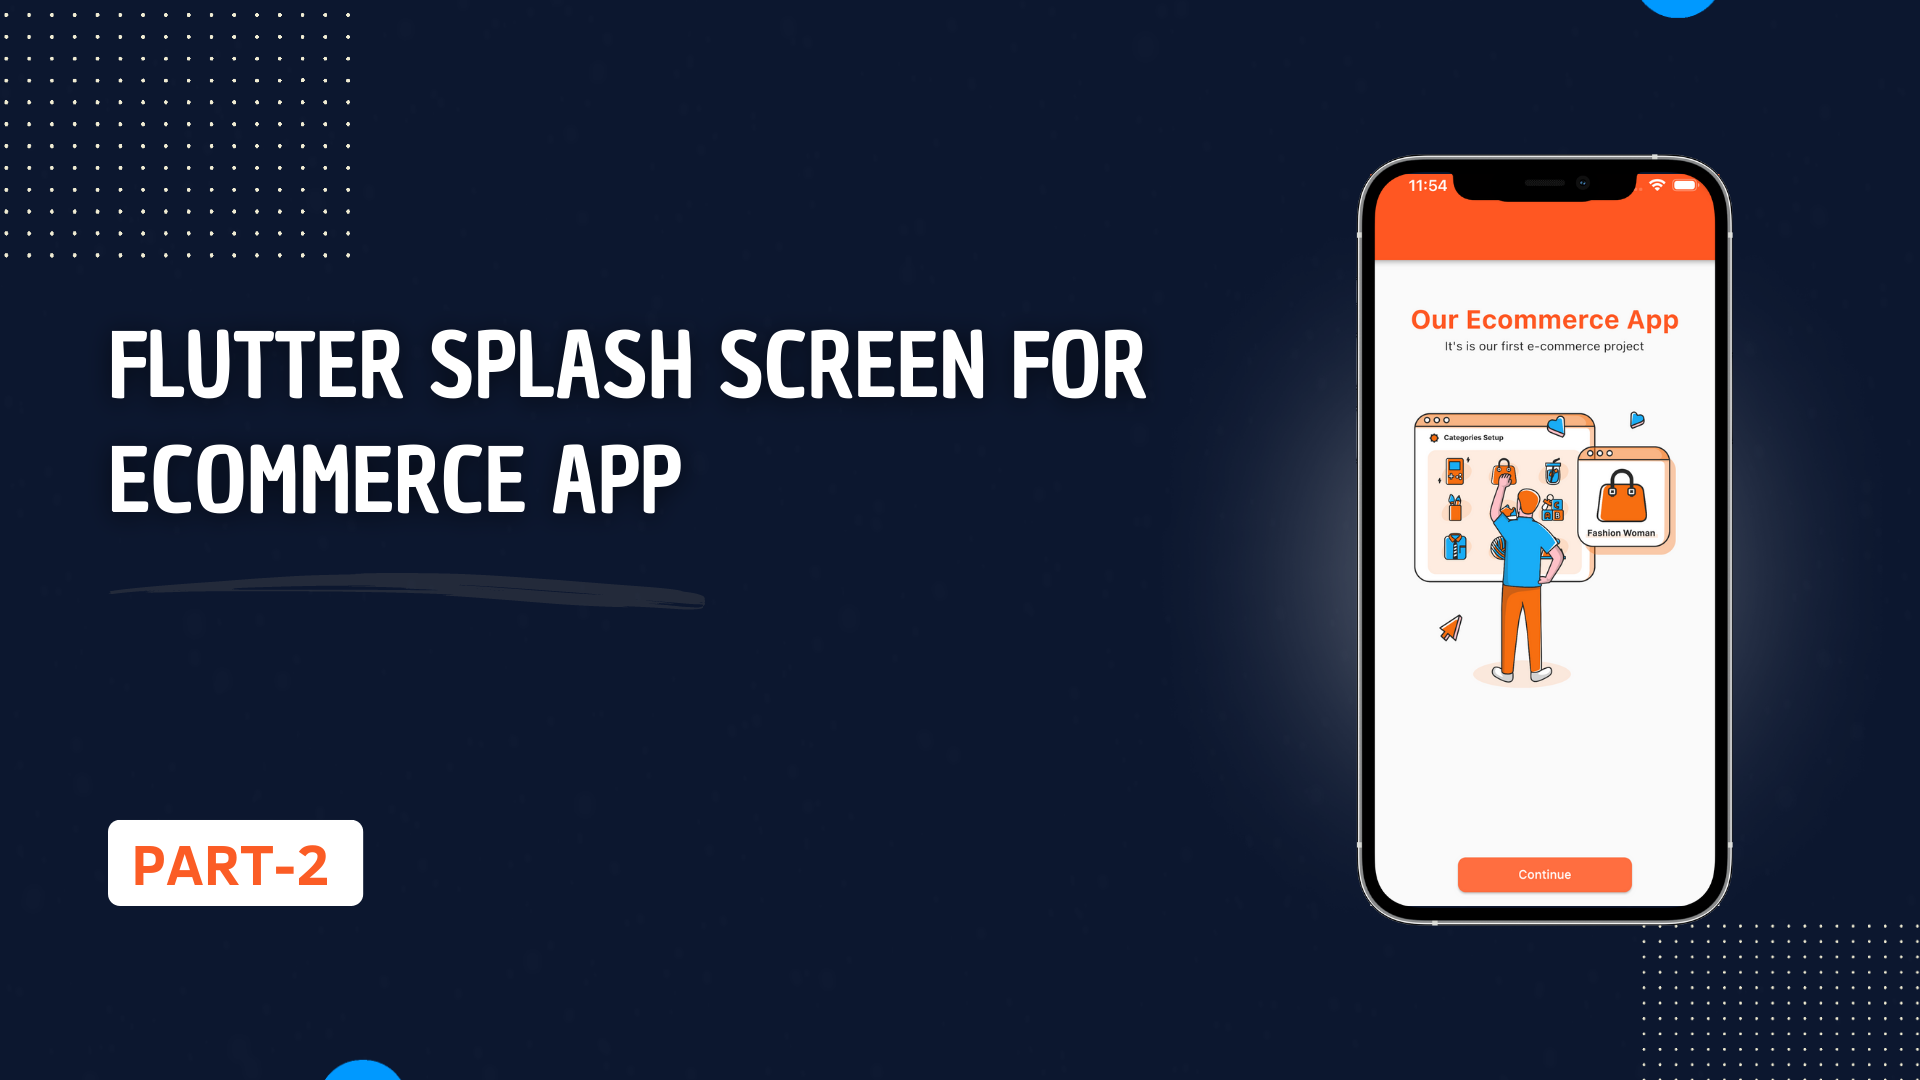 FLUTTER SPLASH SCREEN FOR
ECOMMERCE APP
PART-2
11:54
Our Ecommerce App
It's is our first e-commerce project
Categories Setup
Fashion Woman
Continue